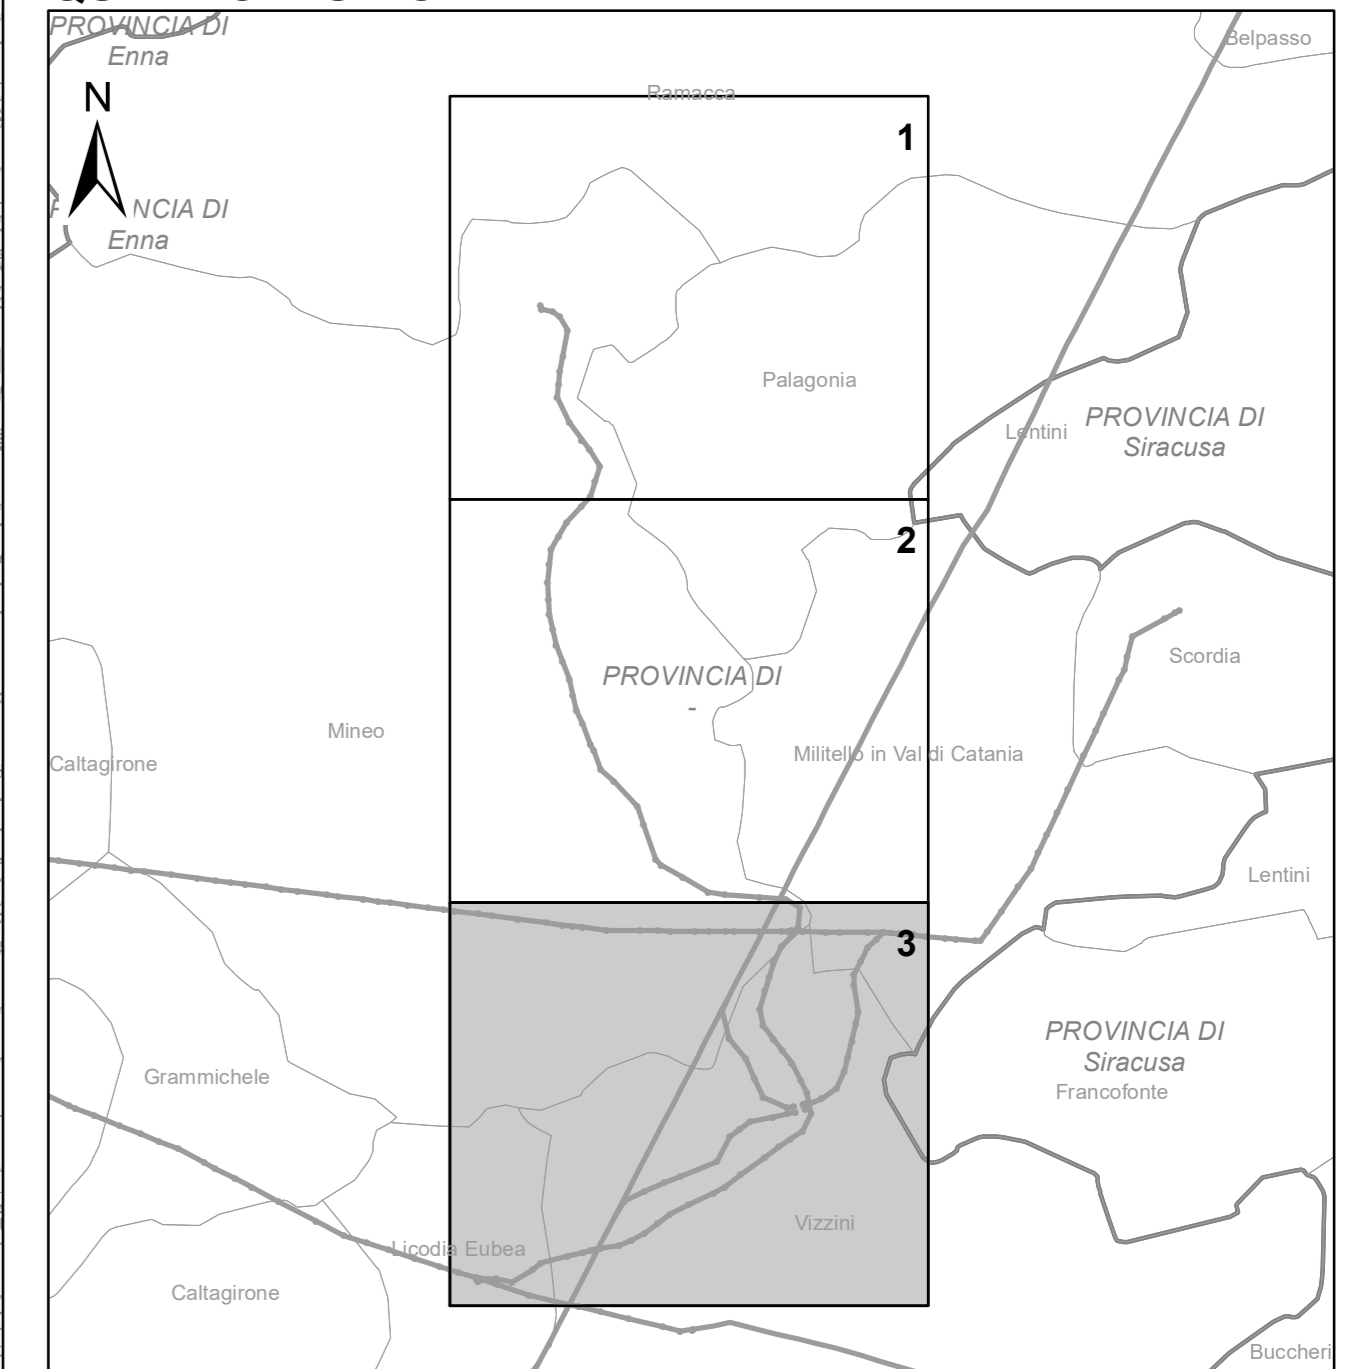 PROVINCIA DI
Enna
Belpasso
N
Ramacca
1
NCIA DI
Enna
Palagonia
PROVINCIA DI
Siracusa
Lentini
2
Scordia
PROVINCIA DI
-
Mineo
Militello in Val di Catania
Caltagirone
Lentini
3
PROVINCIA DI
Siracusa
Francofonte
Grammichele
Vizzini
Licodia Eubea
Caltagirone
Buccheri